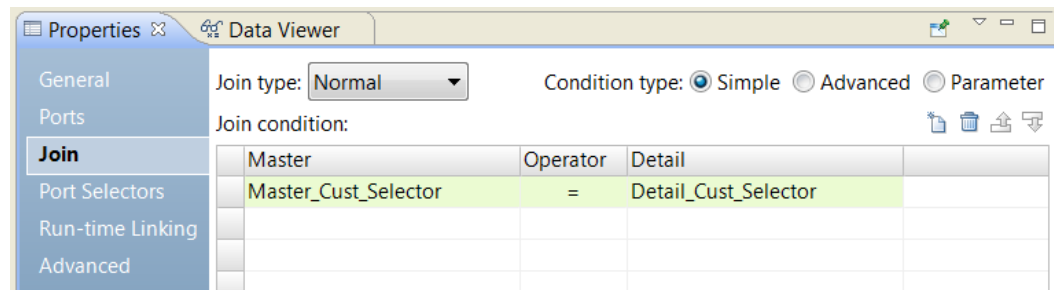 Properties Data Viewer
General
Ports
Join
Port Selectors
Run-time Linking
Advanced
Join type: Normal Condition type: Simple Advanced Parameter
Join condition:
Master Operator Detail
Master_Cust_Selector = Detail_Cust_Selector